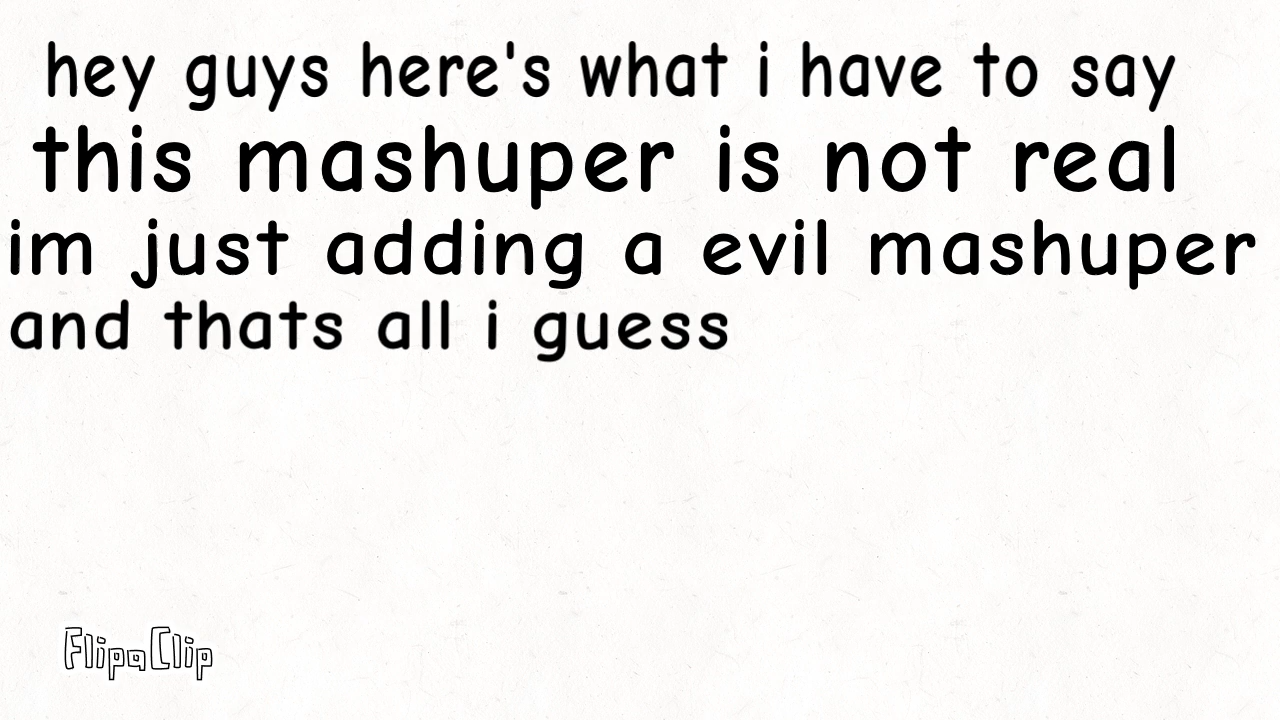 hey guys here's what i have to say
this mashuper is not real
im just adding a evil mashuper
and thats all i guess
FlipaClip